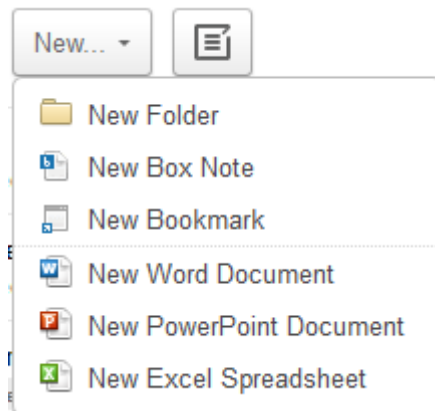 New...
New Folder
New Box Note
New Bookmark
New Word Document
New PowerPoint Document
New Excel Spreadsheet